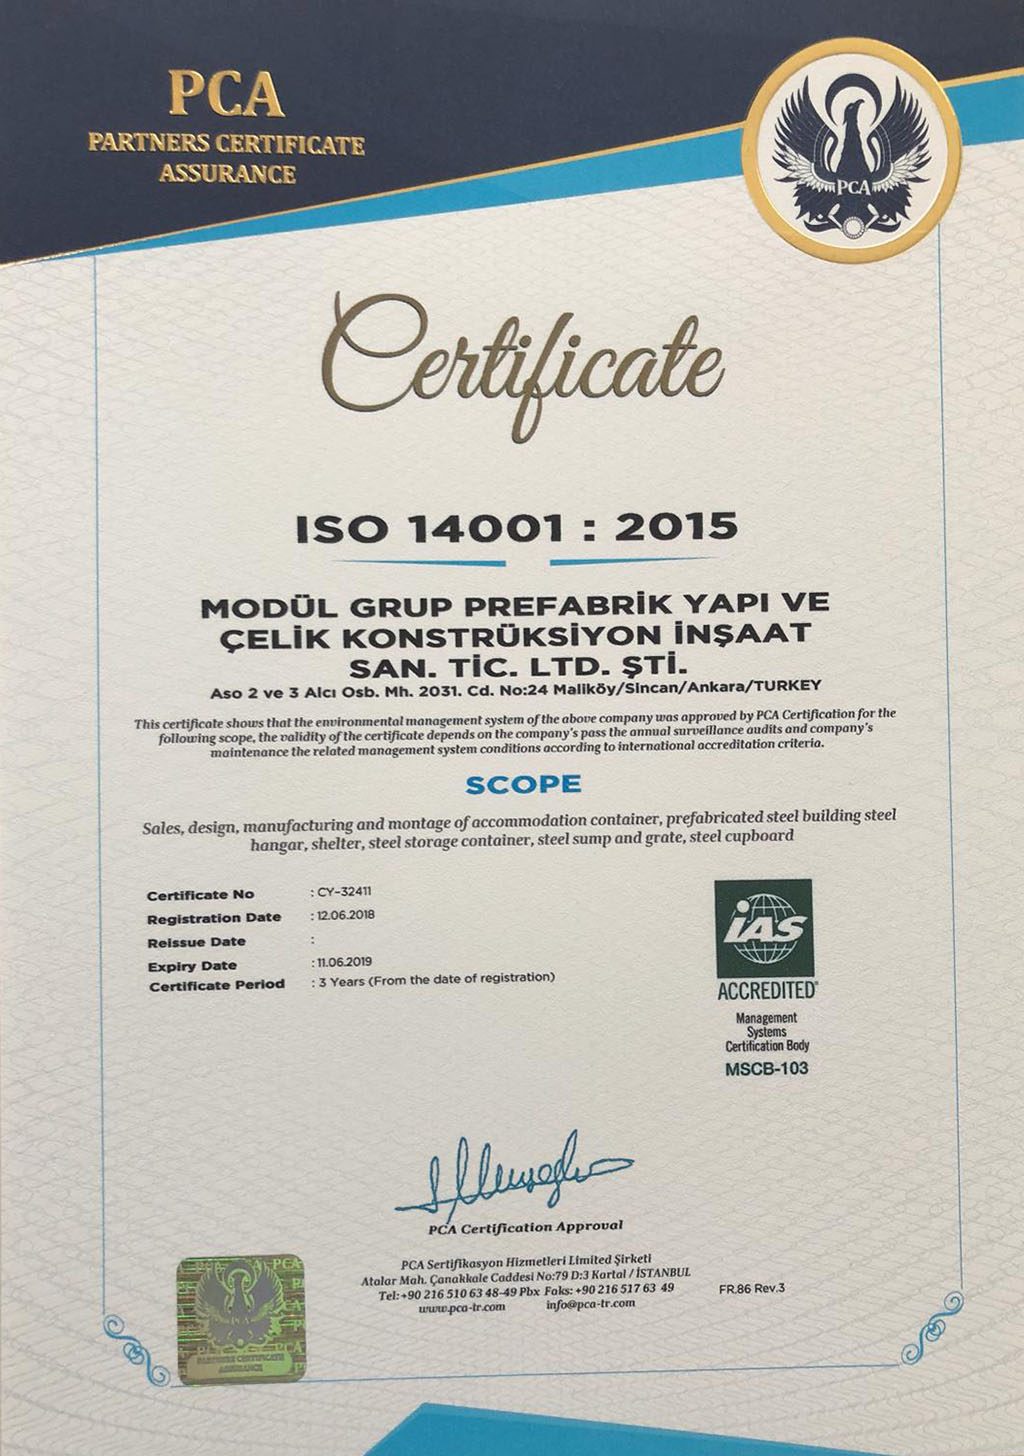 PCA
PARTNERS CERTIFICATE
ASSURANCE
PCA
Certificate
ISO 14001 : 2015
MODÜL GRUP PREFABRİK YAPI VE
ÇELİK KONSTRÜKSİYON İNŞAAT
SAN. TİC. LTD. ŞTİ.
Aso 2 ve 3 Alcı Osb. Mh. 2031. Cd. No:24 Maliköy/Sincan/Ankara/TURKEY
This certificate shows that the environmental management system of the above company was approved by PCA Certification for the
following scope, the validity of the certificate depends on the company's pass the annual surveillance audits and company's
maintenance the related management system conditions according to international accreditation criteria.
SCOPE
Sales, design, manufacturing and montage of accommodation container, prefabricated steel building steel
hangar, shelter, steel storage container, steel sump and grate, steel cupboard
Certificate No : CY-32411
Registration Date : 12.06.2018
Reissue Date :
Expiry Date : 11.06.2019
Certificate Period : 3 Years (From the date of registration)
IAS
ACCREDITED®
Management
Systems
Certification Body
MSCB-103
PCA Certification Approval
PCA Sertifikasyon Hizmetleri Limited Şirketi
Atalar Mah. Çanakkale Caddesi No:79 D:3 Kartal / İSTANBUL
Tel:+90 216 510 63 48-49 Pbx Faks: +90 216 517 63 49
www.pca-tr.com info@pca-tr.com
FR.86 Rev.3
PCA
PARTNERS CERTIFICATE
ASSURANCE